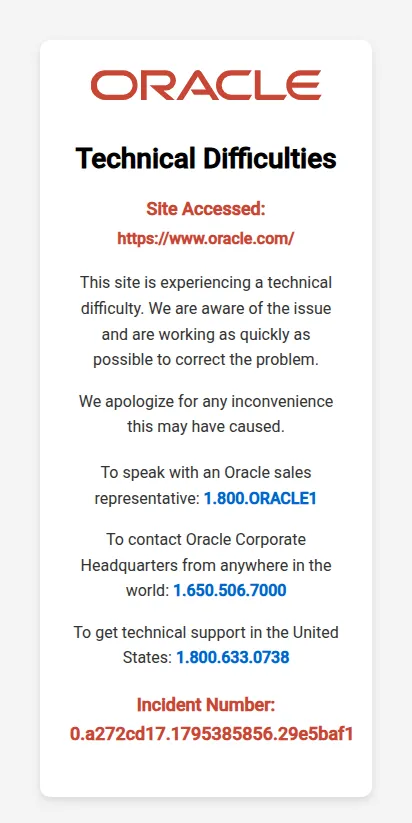 ORACLE
Technical Difficulties
Site Accessed:
https://www.oracle.com/
This site is experiencing a technical
difficulty. We are aware of the issue
and are working as quickly as
possible to correct the problem.
We apologize for any inconvenience
this may have caused.
To speak with an Oracle sales
representative: 1.800.ORACLE1
To contact Oracle Corporate
Headquarters from anywhere in the
world: 1.650.506.7000
To get technical support in the United
States: 1.800.633.0738
Incident Number:
0.a272cd17.1795385856.29e5baf1